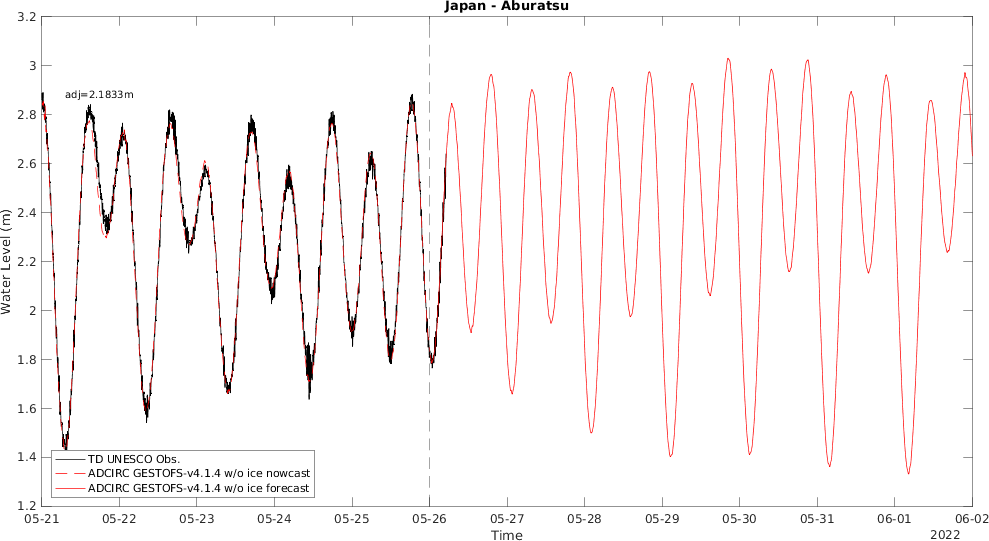 Japan - Aburatsu
3.2
3
2.8
2.6
2.4
2.2
2
1.8
1.6
1.4
1.2
Water Level (m)
adj=2.1833m
TD UNESCO Obs.
ADCIRC GESTOFS-v4.1.4 w/o ice nowcast
ADCIRC GESTOFS-v4.1.4 w/o ice forecast
05-21 05-22 05-23 05-24 05-25 05-26 05-27 05-28 05-29 05-30 05-31 06-01 06-02
Time
2022